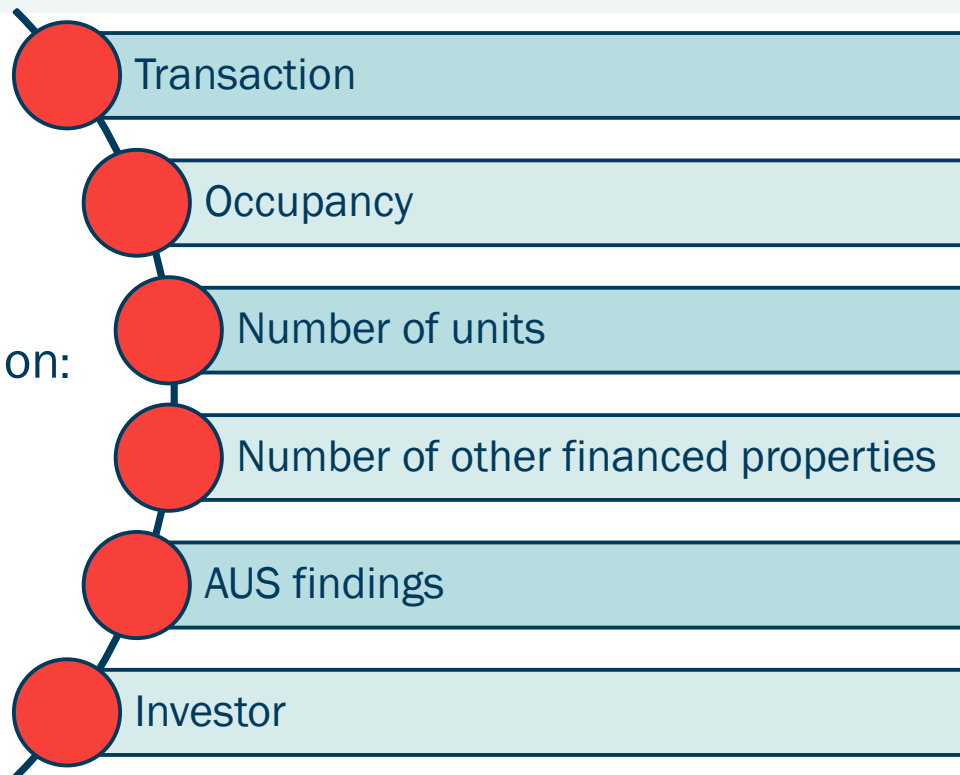 on:
Transaction
Occupancy
Number of units
Number of other financed properties
AUS findings
Investor